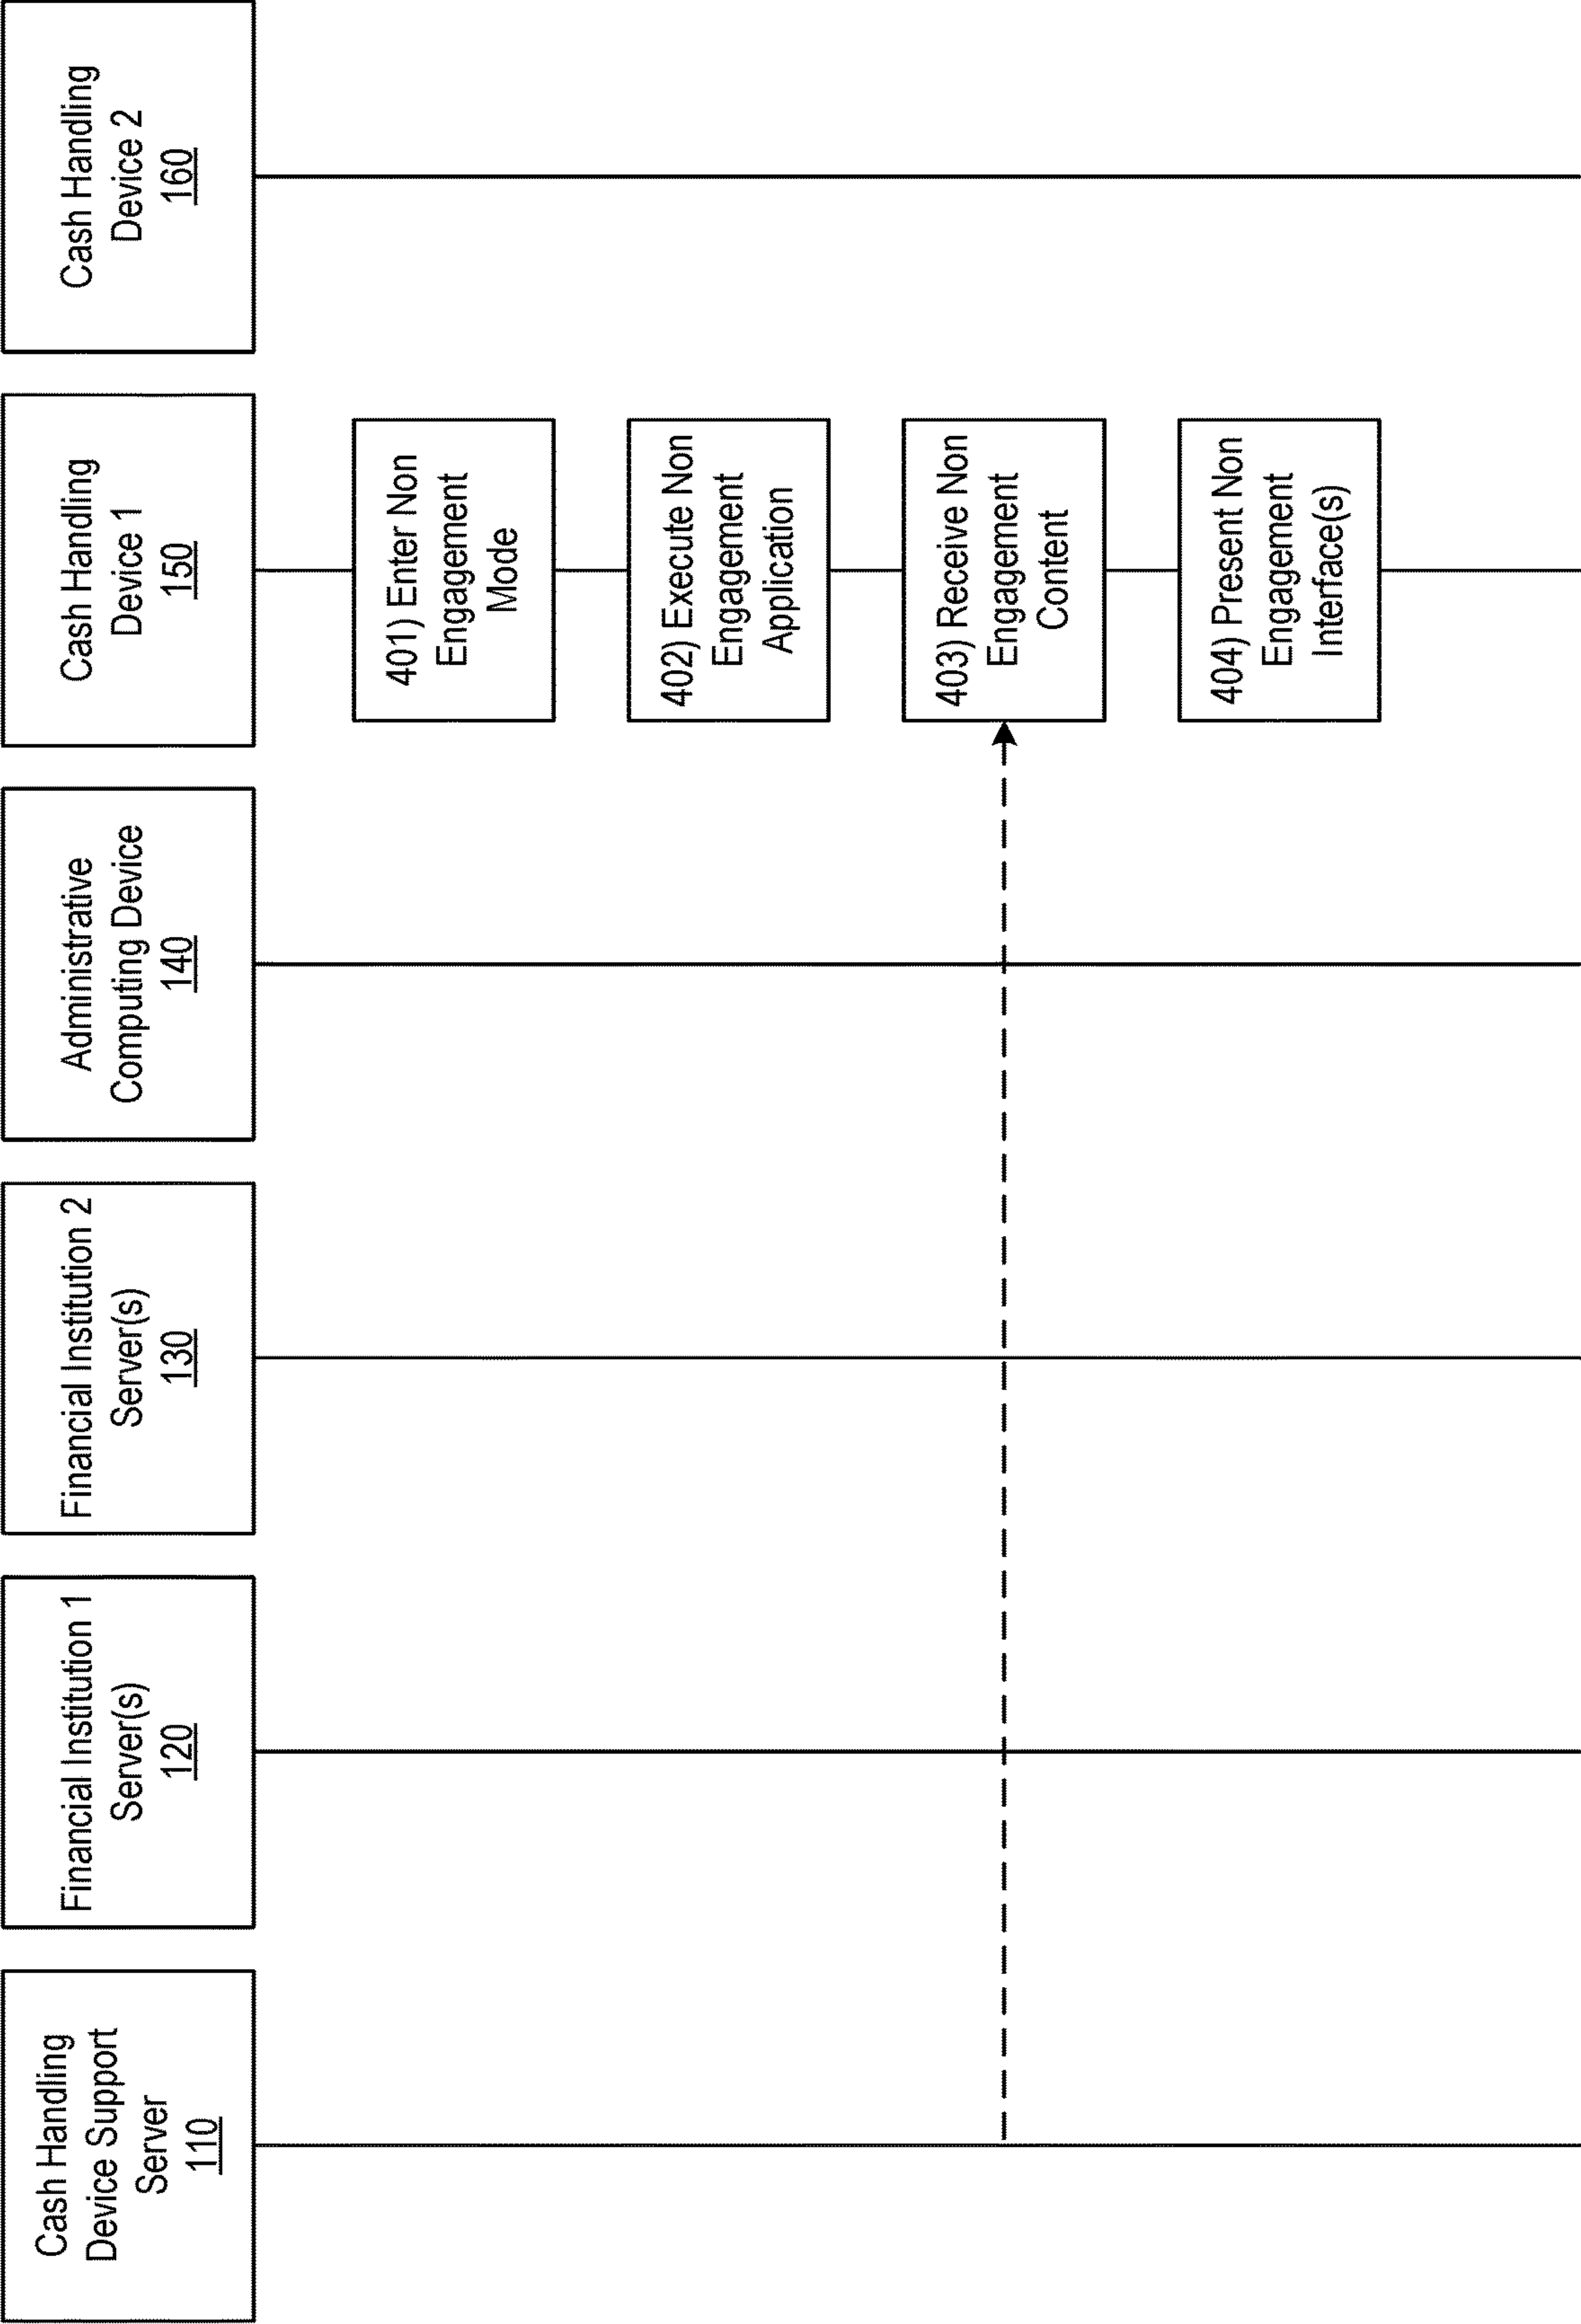 Cash Handling
Device Support
Server
110
Financial Institution 1
Server(s)
120
Financial Institution 2
Server(s)
130
Administrative
Computing Device
140
Cash Handling
Device 1
150
Cash Handling
Device 2
160
401) Enter Non
Engagement
Mode
402) Execute Non
Engagement
Application
403) Receive Non
Engagement
Content
404) Present Non
Engagement
Interface(s)